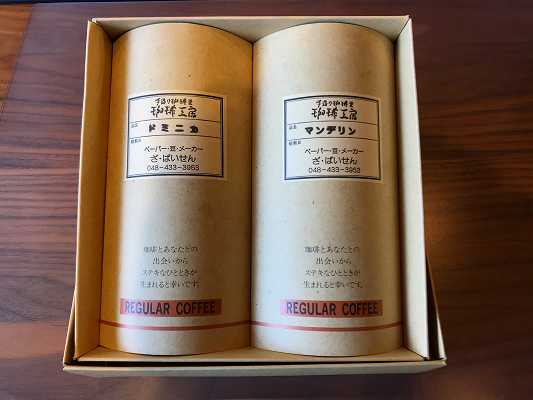 手造り珈琲豆
珈琲工房
品名
ドミニカ
ペーパー・豆・メーカー
ざ・ばいせん
048-433-3953
珈琲とあなたとの
出会いから
ステキなひとときが
生まれると幸いです。
REGULAR COFFEE
手造り珈琲豆
珈琲工房
品名
マンデリン
ペーパー・豆・メーカー
ざ・ばいせん
048-433-3953
珈琲とあなたとの
出会いから
ステキなひとときが
生まれると幸いです。
REGULAR COFFEE